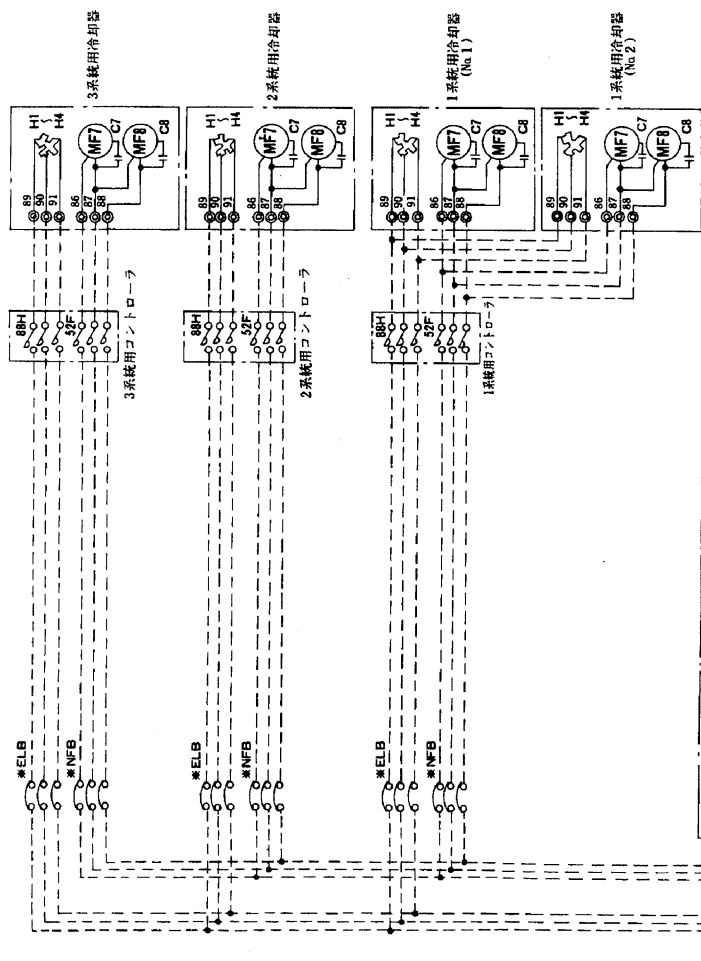 3系統用冷却器
H1
～
H4
MF7
C7
MF8
C8
89
90
91
86
87
88
88H
52F
3系統用コントローラ
※ELB
※NFB
2系統用冷却器
H1
～
H4
MF7
C7
MF8
C8
89
90
91
86
87
88
88H
52F
2系統用コントローラ
※ELB
※NFB
1系統用冷却器
(No.1)
H1
～
H4
MF7
C7
MF8
C8
89
90
91
86
87
88
88H
52F
1系統用コントローラ
※ELB
※NFB
1系統用冷却器
(No.2)
H1
～
H4
MF7
C7
MF8
C8
89
90
91
86
87
88